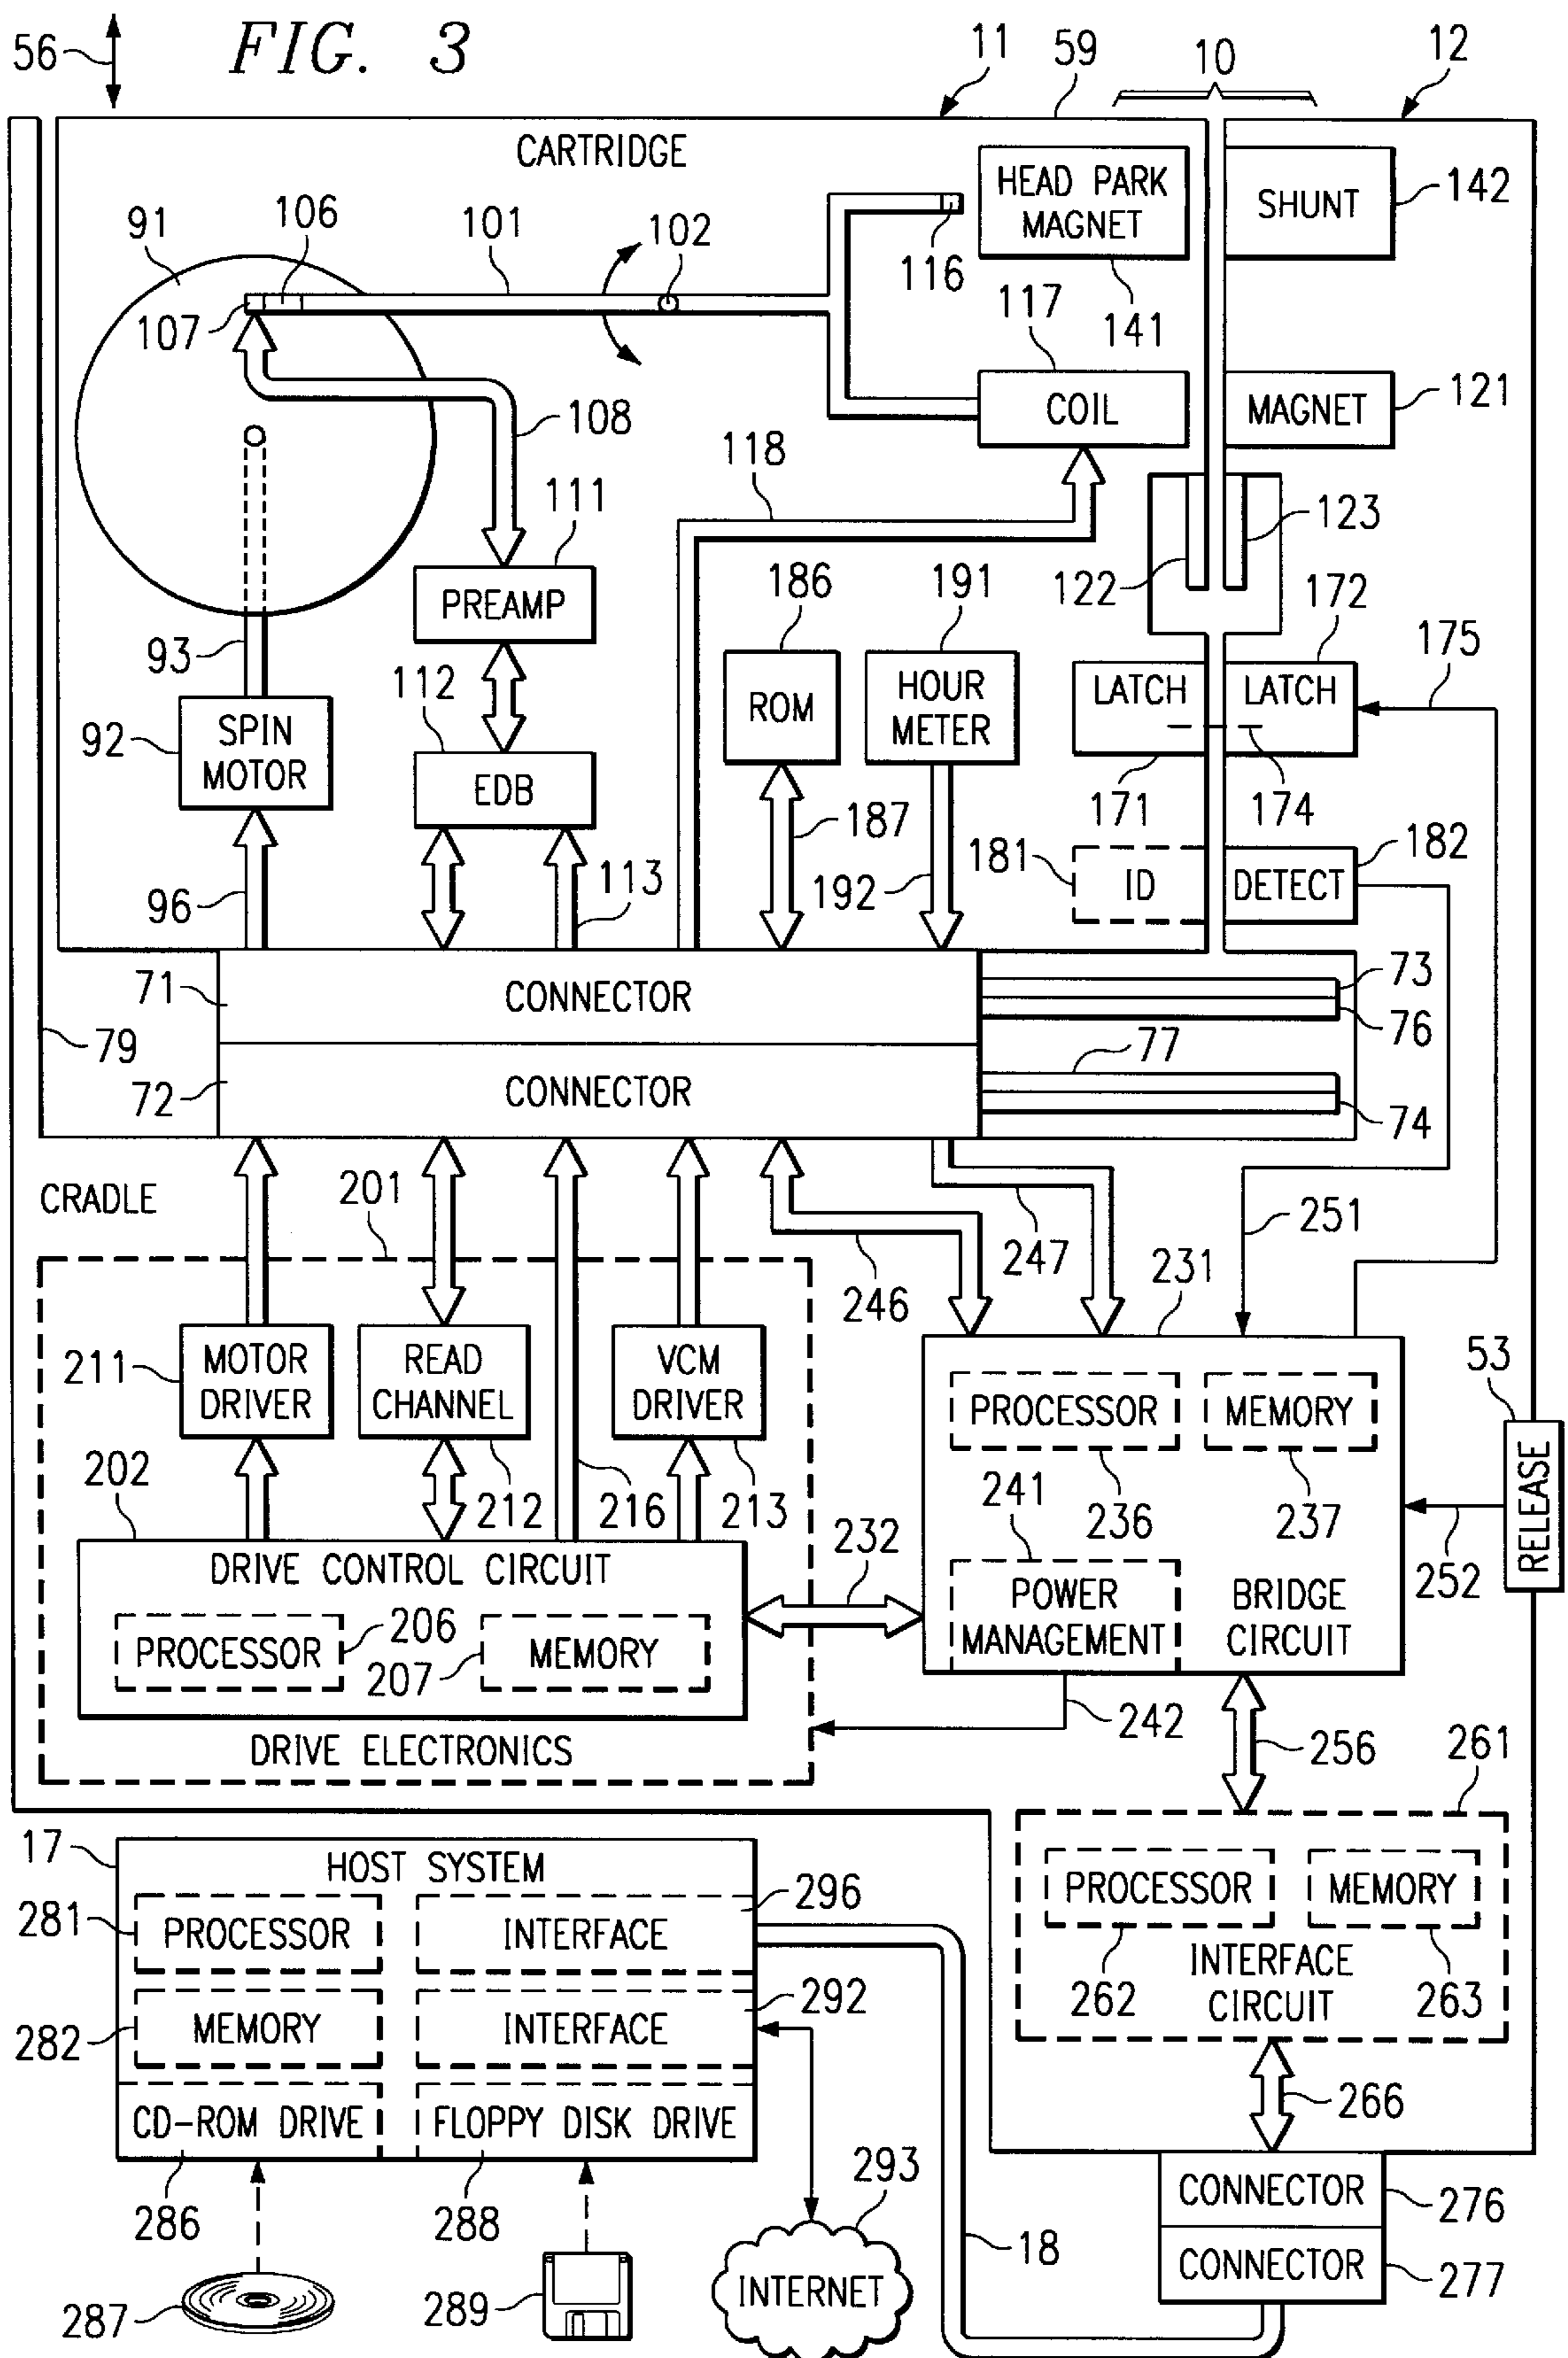 56
FIG. 3
11
59
10
12
CARTRIDGE
HEAD PARK
MAGNET
SHUNT
142
91
106
101
102
116
107
141
117
COIL
MAGNET
121
108
118
111
123
122
PREAMP
186
191
172
175
93
112
ROM
HOUR
METER
LATCH
LATCH
92
SPIN
MOTOR
EDB
171
174
187
181
182
113
192
ID
DETECT
96
71
CONNECTOR
73
76
79
77
72
CONNECTOR
74
CRADLE
201
251
247
231
246
211
MOTOR
DRIVER
READ
CHANNEL
VCM
DRIVER
53
PROCESSOR
MEMORY
202
212
216
213
241
236
237
RELEASE
232
252
DRIVE CONTROL CIRCUIT
POWER
MANAGEMENT
BRIDGE
CIRCUIT
PROCESSOR
206
207
MEMORY
242
DRIVE ELECTRONICS
256
261
17
HOST SYSTEM
296
PROCESSOR
MEMORY
281
PROCESSOR
INTERFACE
262
INTERFACE
CIRCUIT
263
292
282
MEMORY
INTERFACE
266
CD-ROM DRIVE
FLOPPY DISK DRIVE
293
286
288
CONNECTOR
276
18
CONNECTOR
277
287
289
INTERNET